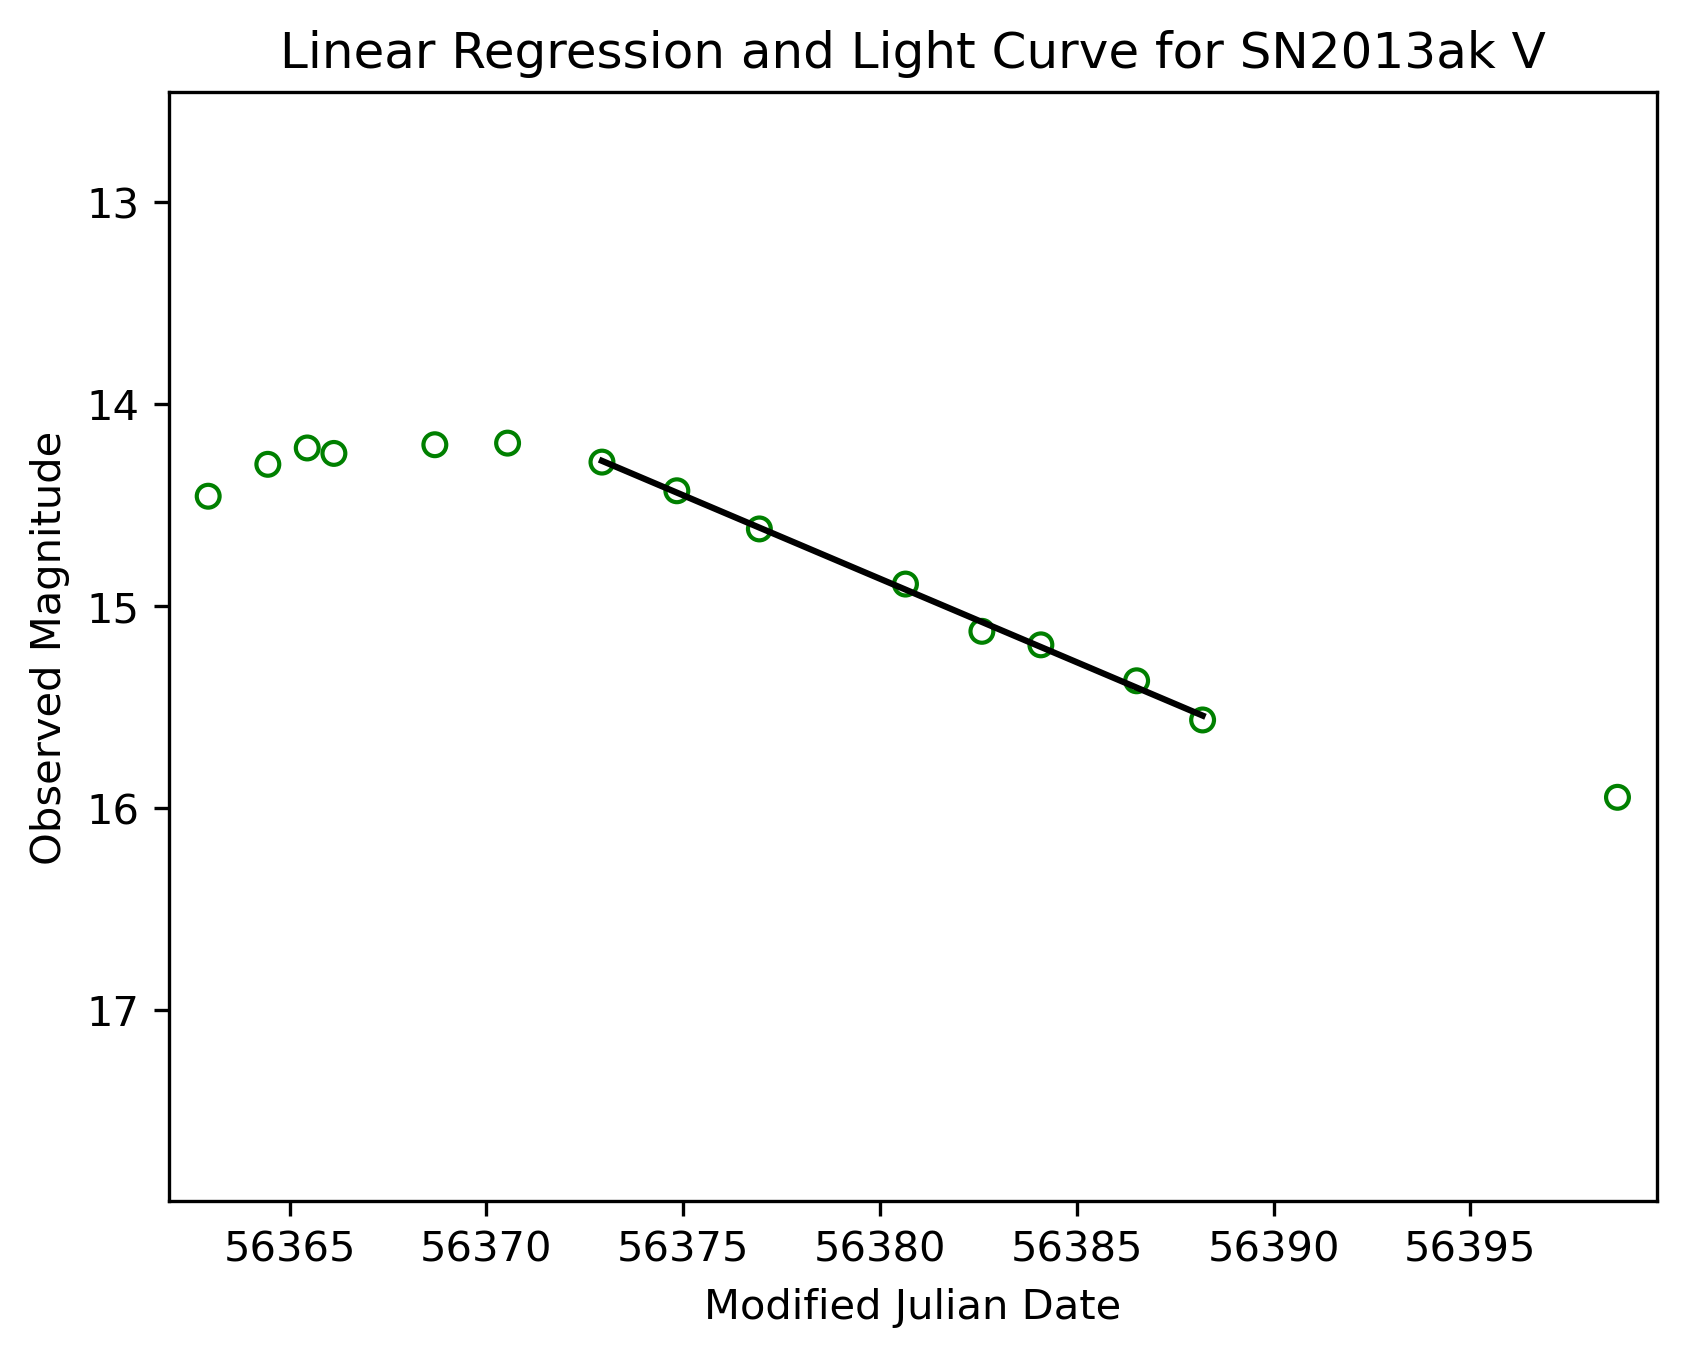 Linear Regression and Light Curve for SN2013ak V
Observed Magnitude
13
14
15
16
17
56365 56370 56375 56380 56385 56390 56395
Modified Julian Date